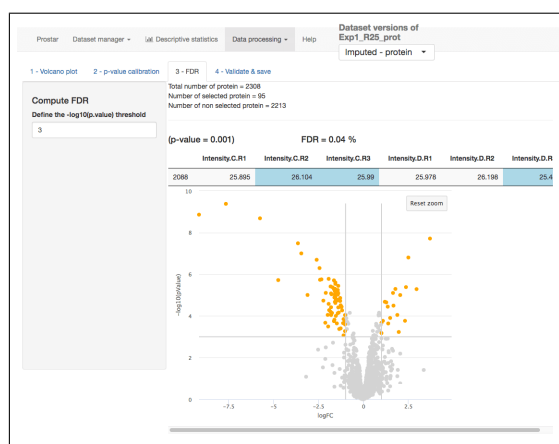 Dataset versions of
Exp1_R25_prot
Prostar Dataset manager Descriptive statistics Data processing Help
Imputed - protein
1 - Volcano plot 2 - p-value calibration 3 - FDR 4 - Validate & save
Total number of protein = 2308
Number of selected protein = 95
Number of non selected protein = 2213
Compute FDR
Define the -log10(p.value) threshold
3
(p-value = 0.001) FDR = 0.04 %
Intensity.C.R1 Intensity.C.R2 Intensity.C.R3 Intensity.D.R1 Intensity.D.R2 Intensity.D.R
2088 25.895 26.104 25.99 25.978 26.198 25.4
Reset zoom
10
8
6
4
2
0
-log10(pValue)
-7.5 -5 -2.5 0 2.5
logFC